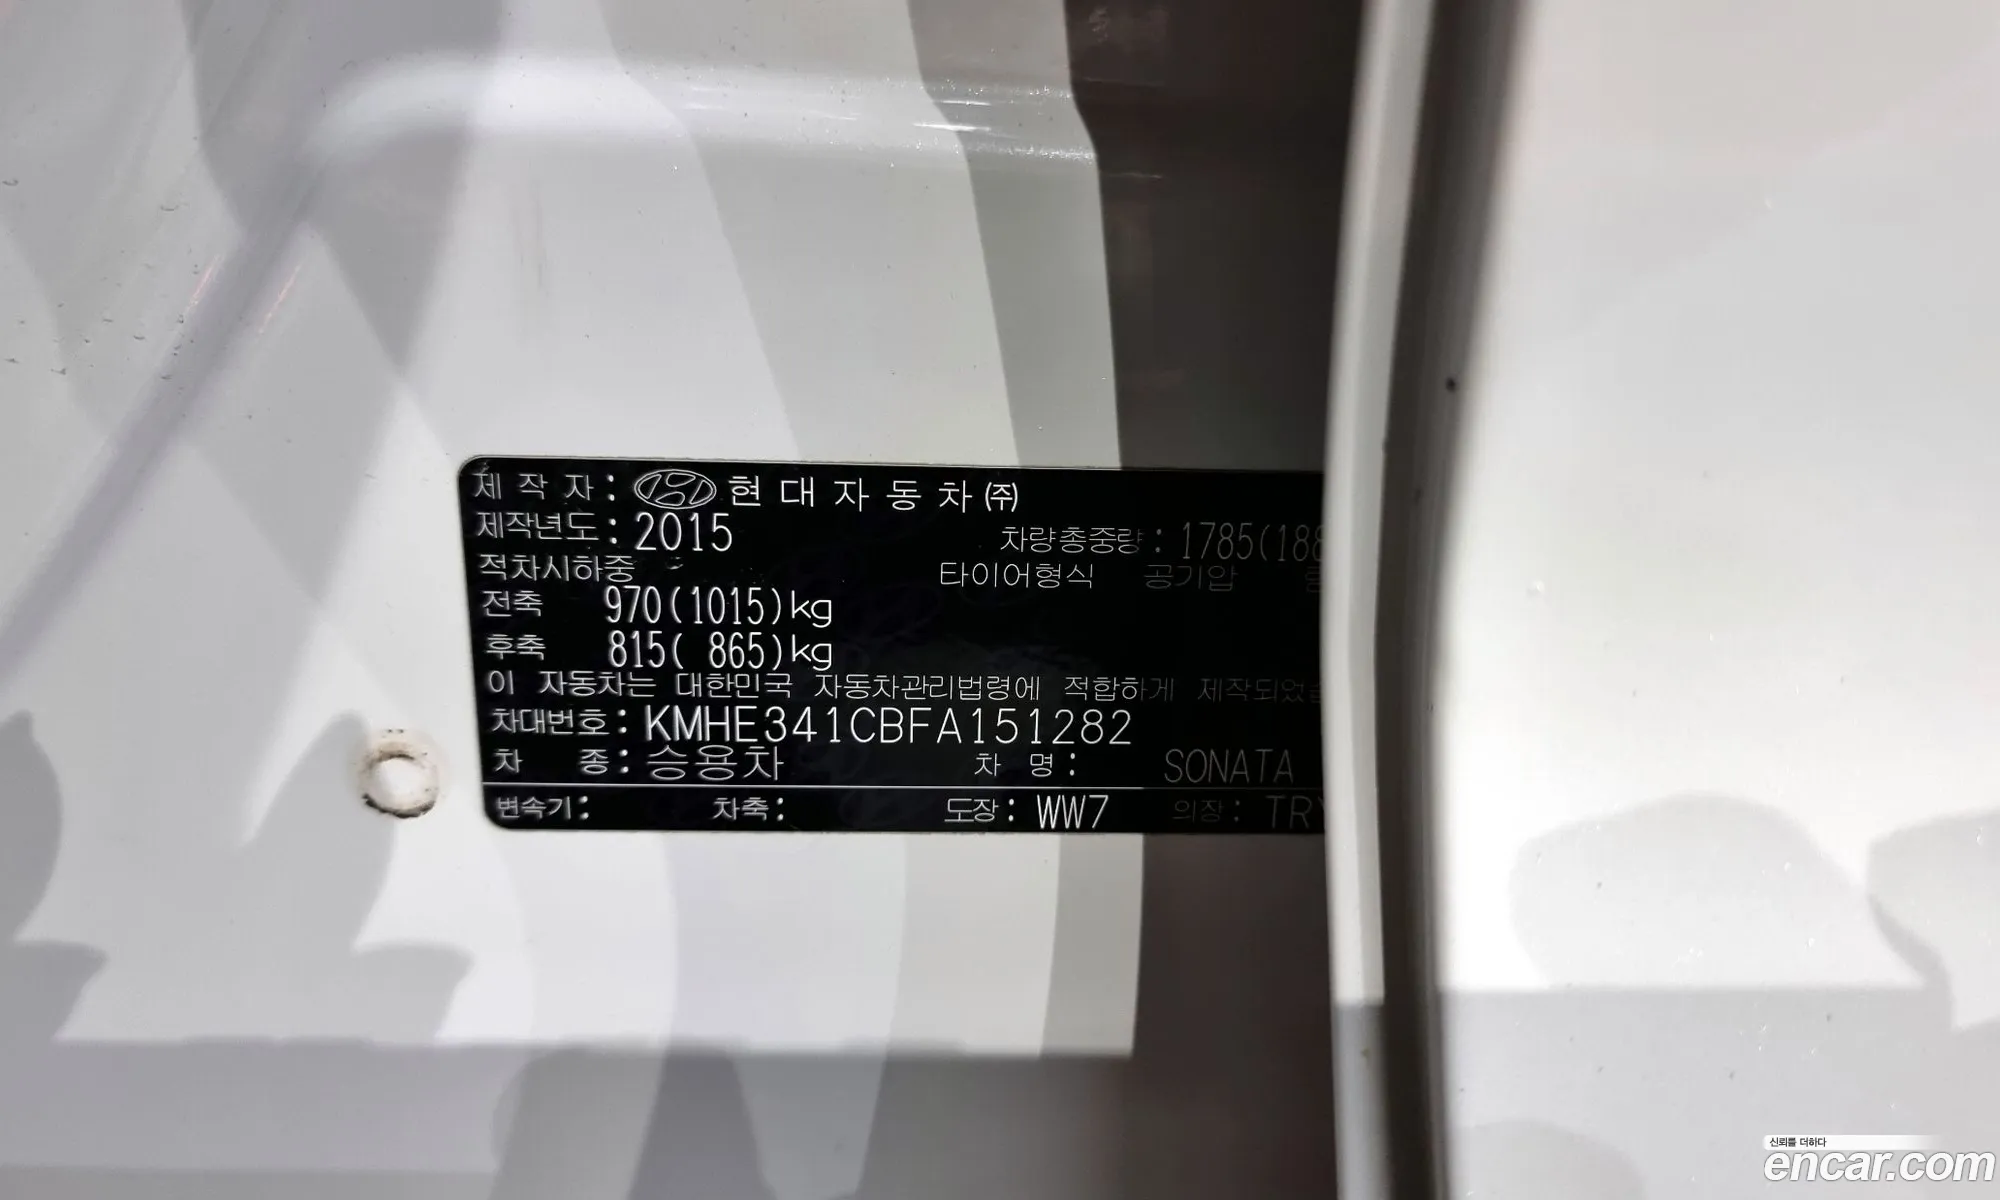 제 작 자 : 현 대 자 동 차 ㈜
제작년도 : 2015 차량총중량 : 1785(188
적차시하중 타이어형식 공기압
전축 970(1015)kg
후축 815( 865)kg
이 자동차는 대한민국 자동차관리법령에 적합하게 제작되었
차대번호 : KMHE341CBFA151282
차 종 : 승용차 차 명 : SONATA
변속기 : 차축 : 도장 : WW7 의장 : TR
신뢰를 더하다
encar.com